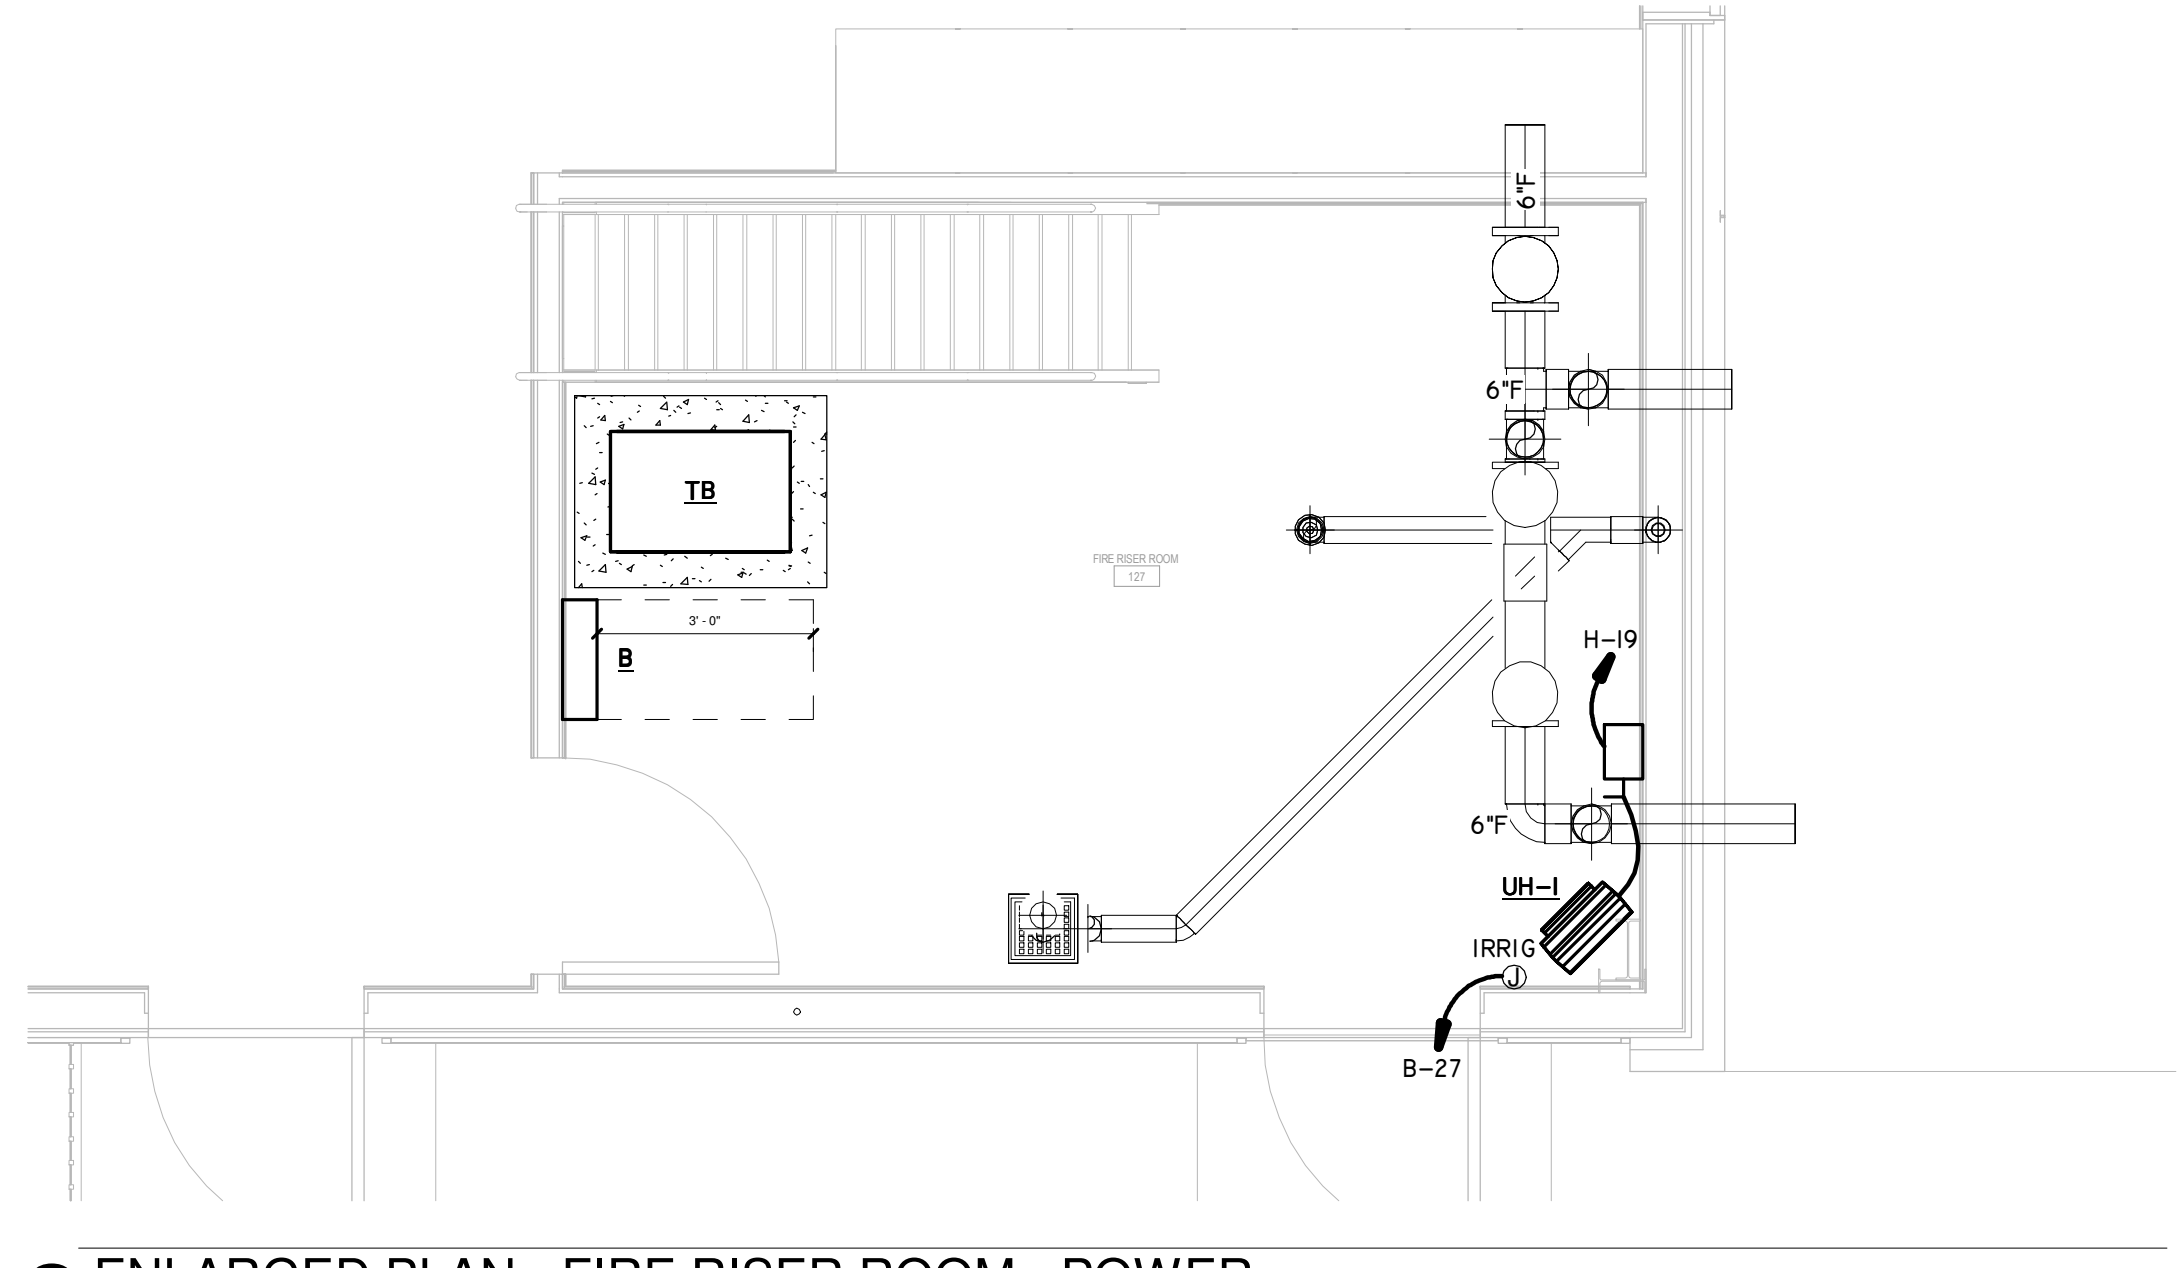 6"F
6"F
TB
FIRE RISER ROOM
127
3' - 0"
H-19
B
6"F
UH-1
IRRIG
J
B-27
ENLARGED PLAN - FIRE RISER ROOM - POWER